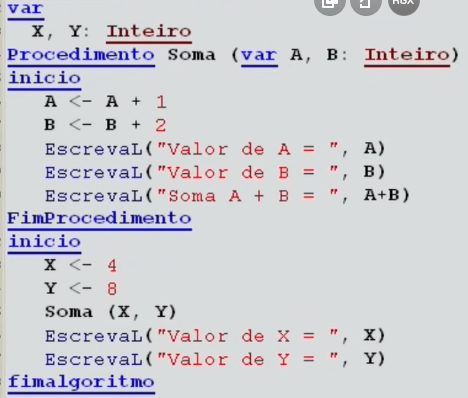 RGX
var
X, Y: Inteiro
Procedimento Soma (var A, B: Inteiro)
inicio
A <- A + 1
B <- B + 2
EscrevaL("Valor de A = ", A)
EscrevaL("Valor de B = ", B)
EscrevaL("Soma A + B = ", A+B)
FimProcedimento
inicio
X <- 4
Y <- 8
Soma (X, Y)
EscrevaL("Valor de X = ", X)
EscrevaL("Valor de Y = ", Y)
fimalgoritmo